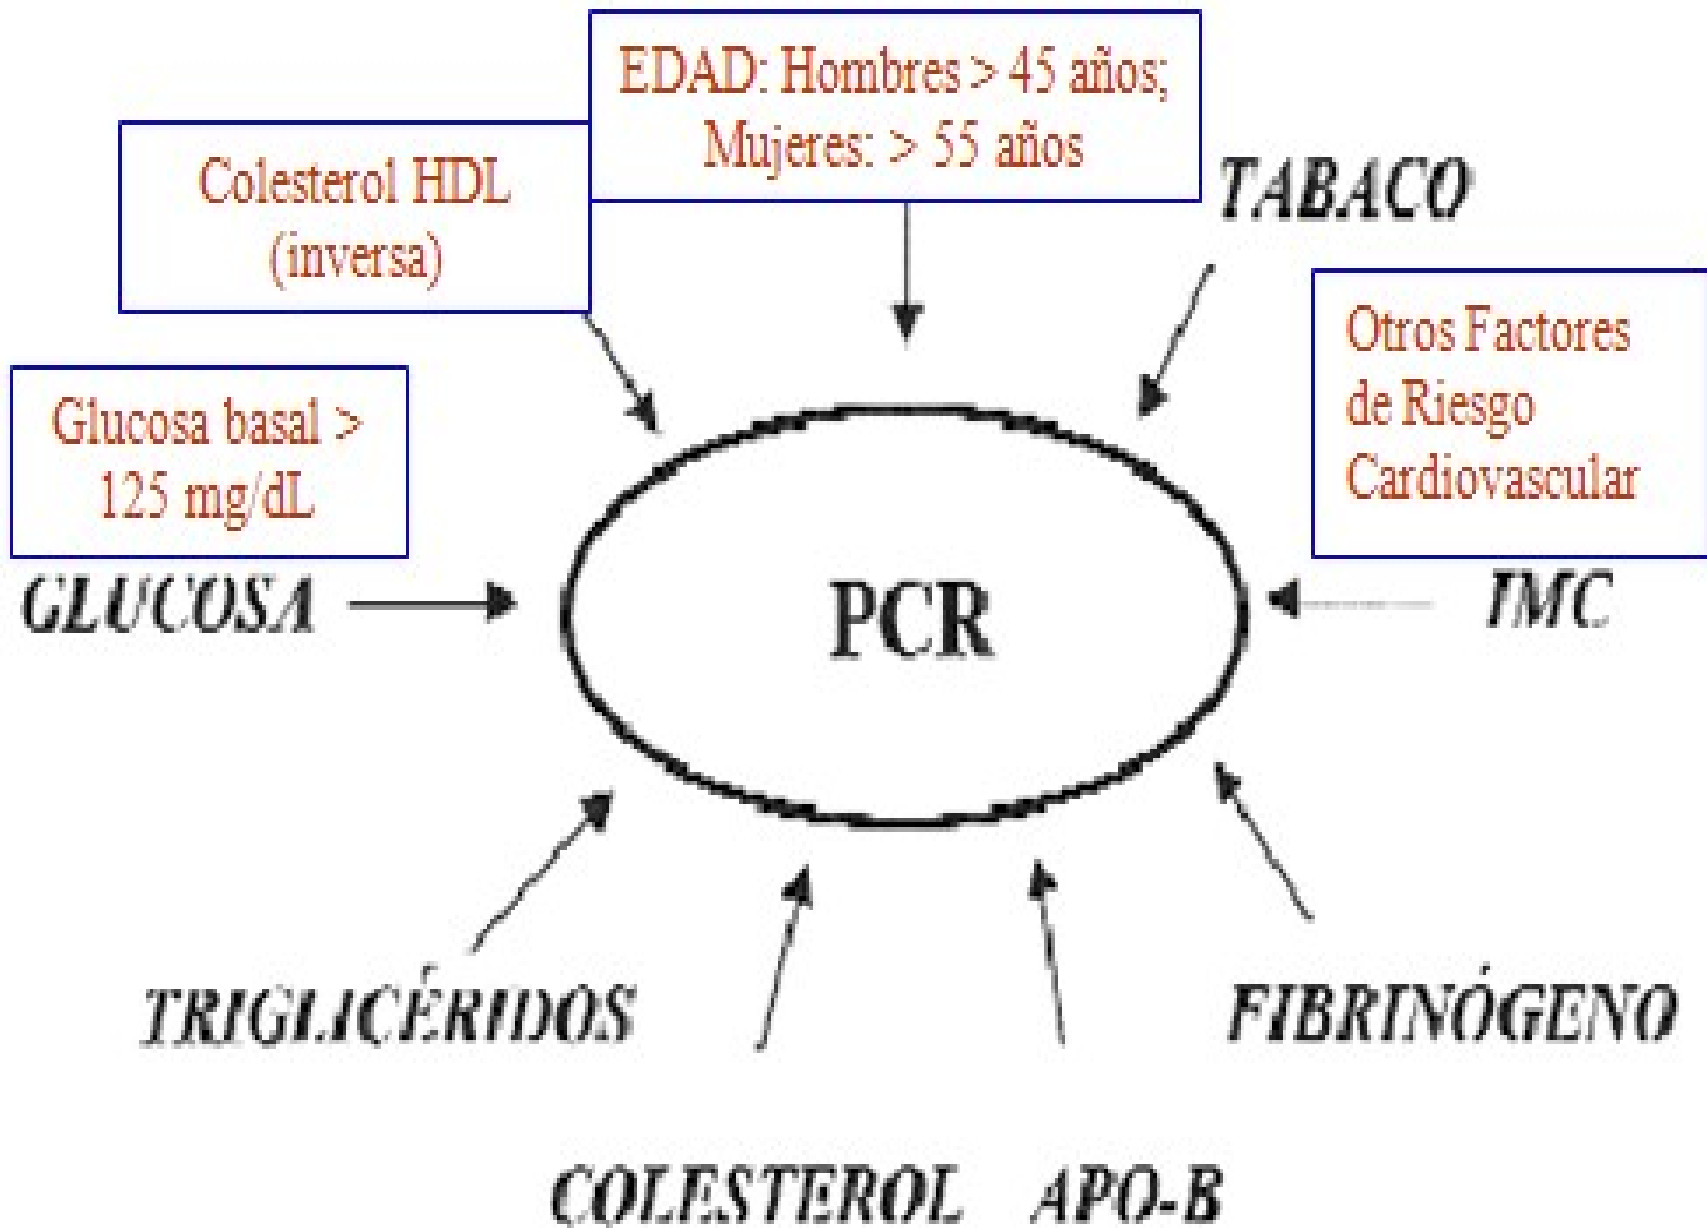 EDAD: Hombres > 45 años;
Mujeres: > 55 años
Colesterol HDL
(inversa)
TABACO
Otros Factores
de Riesgo
Cardiovascular
Glucosa basal >
125 mg/dL
GLUCOSA
PCR
IMC
TRIGLICÉRIDOS
FIBRINÓGENO
COLESTEROL
APO-B